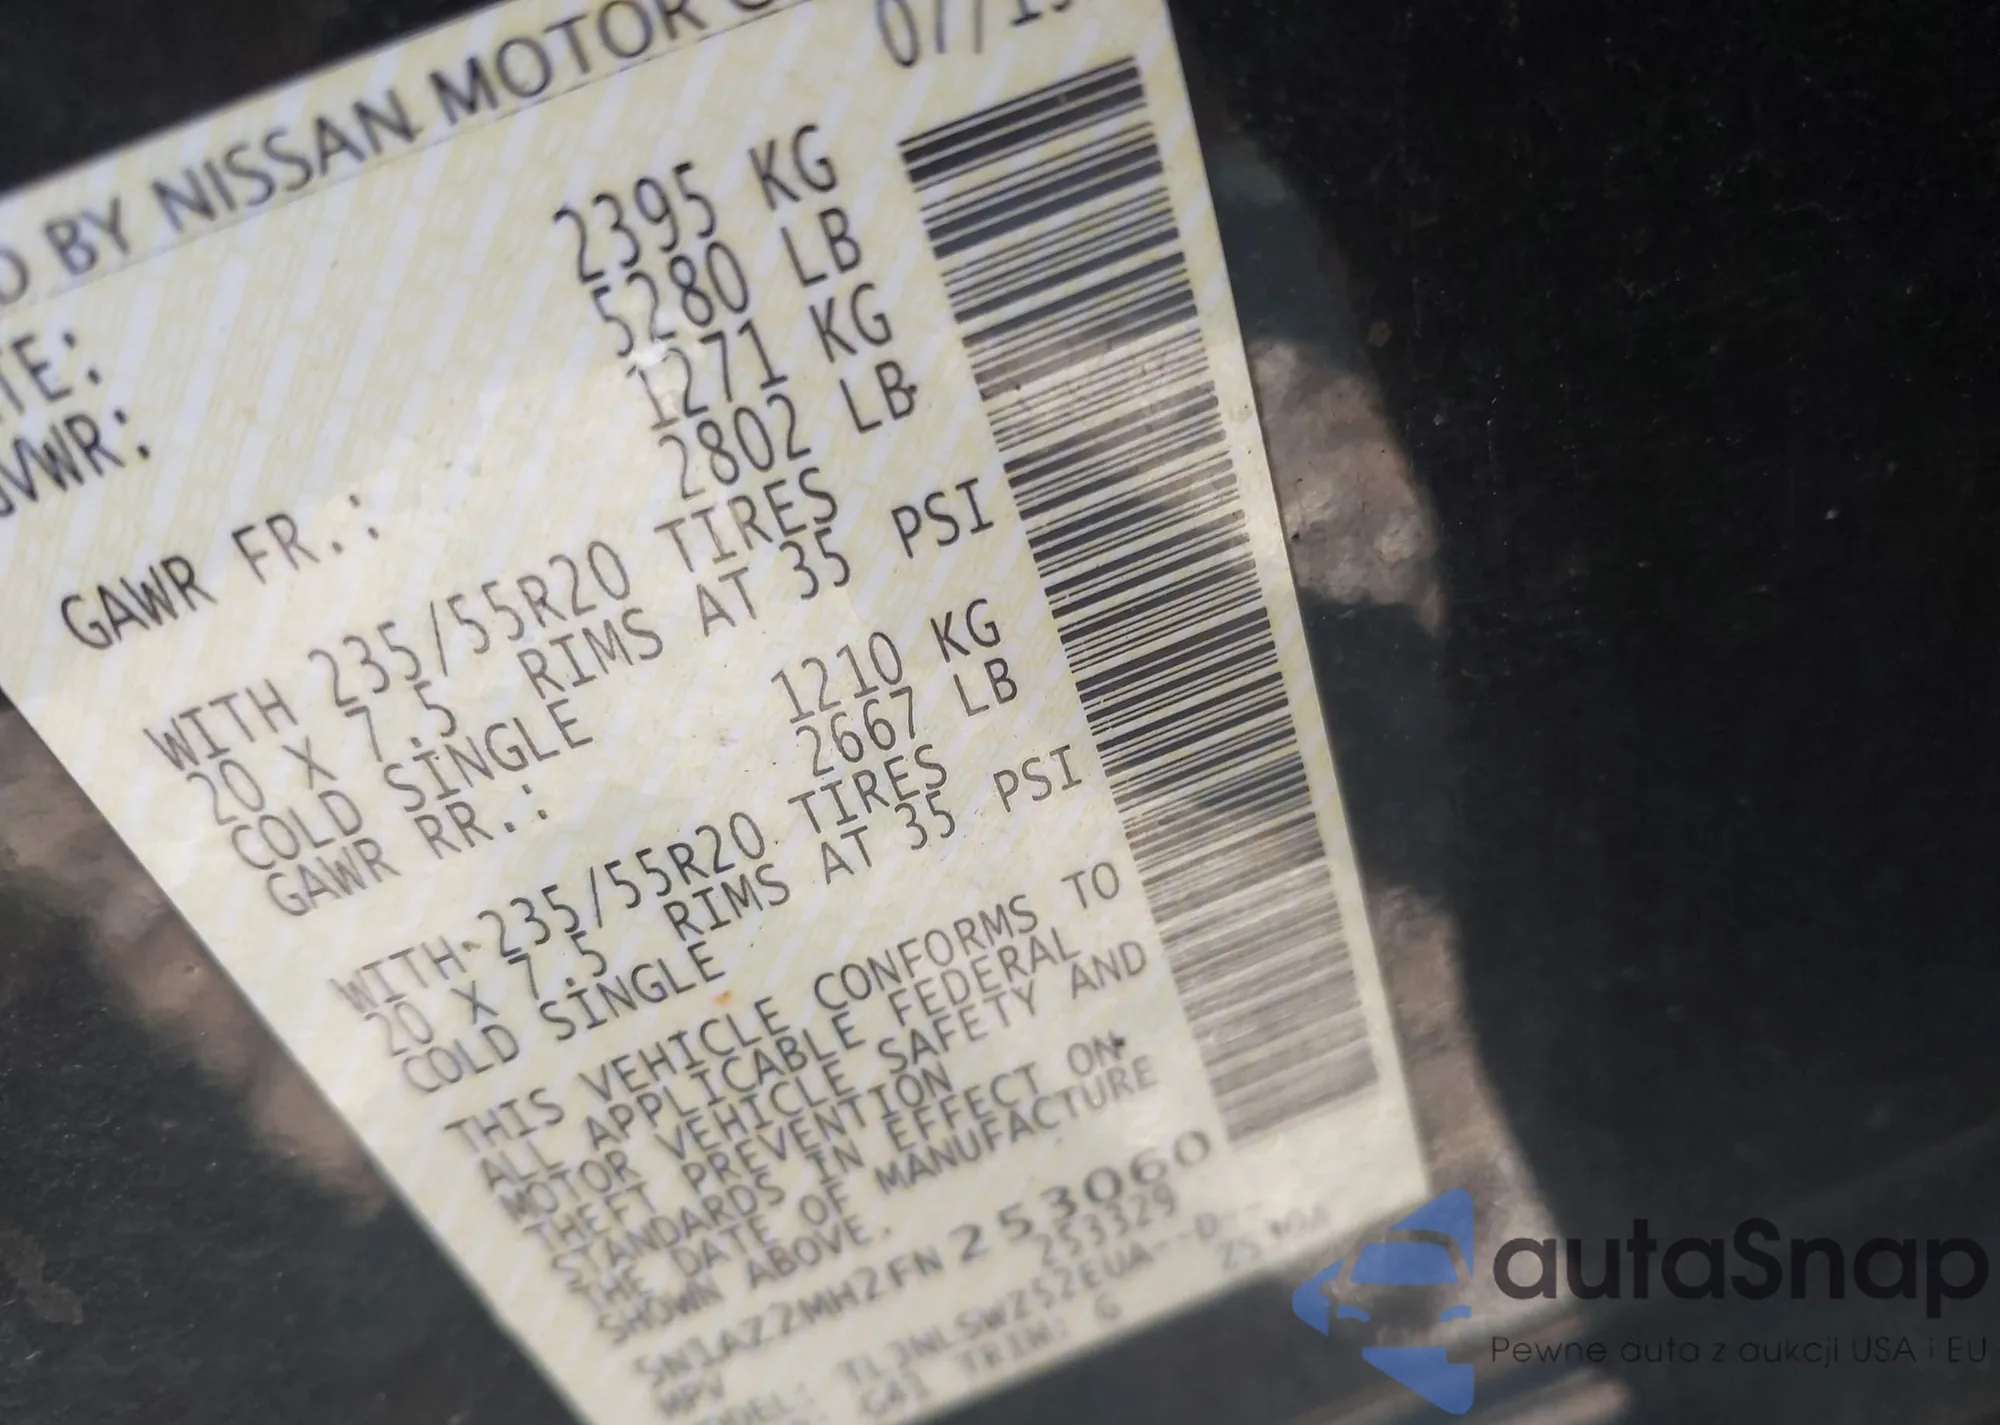 D BY NISSAN MOTOR
TE: 07/15
VWR: 2395 KG
5280 LB
GAWR FR.: 1271 KG
2802 LB
WITH 235/55R20 TIRES
20 X 7.5 RIMS AT 35 PSI
COLD SINGLE
GAWR RR.: 1210 KG
2667 LB
WITH 235/55R20 TIRES
20 X 7.5 RIMS AT 35 PSI
COLD SINGLE
THIS VEHICLE CONFORMS TO
ALL APPLICABLE FEDERAL
MOTOR VEHICLE SAFETY AND
THEFT PREVENTION
STANDARDS IN EFFECT ON
THE DATE OF MANUFACTURE
SHOWN ABOVE.
5N1AZ2MH2FN253060
MPV 253329
TRIM: G
autaSnap
Pewne auta z aukcji USA i EU